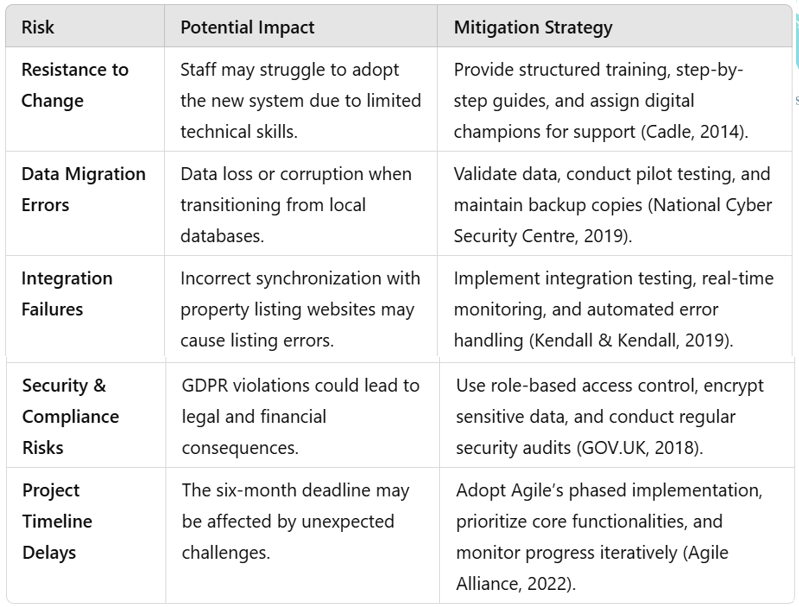 Risk
Potential Impact
Mitigation Strategy
Resistance to
Change
Staff may struggle to adopt
the new system due to limited
technical skills.
Provide structured training, step-by-
step guides, and assign digital
champions for support (Cadle, 2014).
Data Migration
Errors
Data loss or corruption when
transitioning from local
databases.
Validate data, conduct pilot testing, and
maintain backup copies (National Cyber
Security Centre, 2019).
Integration
Failures
Incorrect synchronization with
property listing websites may
cause listing errors.
Implement integration testing, real-time
monitoring, and automated error
handling (Kendall & Kendall, 2019).
Security &
Compliance
Risks
GDPR violations could lead to
legal and financial
consequences.
Use role-based access control, encrypt
sensitive data, and conduct regular
security audits (GOV.UK, 2018).
Project
Timeline
Delays
The six-month deadline may
be affected by unexpected
challenges.
Adopt Agile's phased implementation,
prioritize core functionalities, and
monitor progress iteratively (Agile
Alliance, 2022).